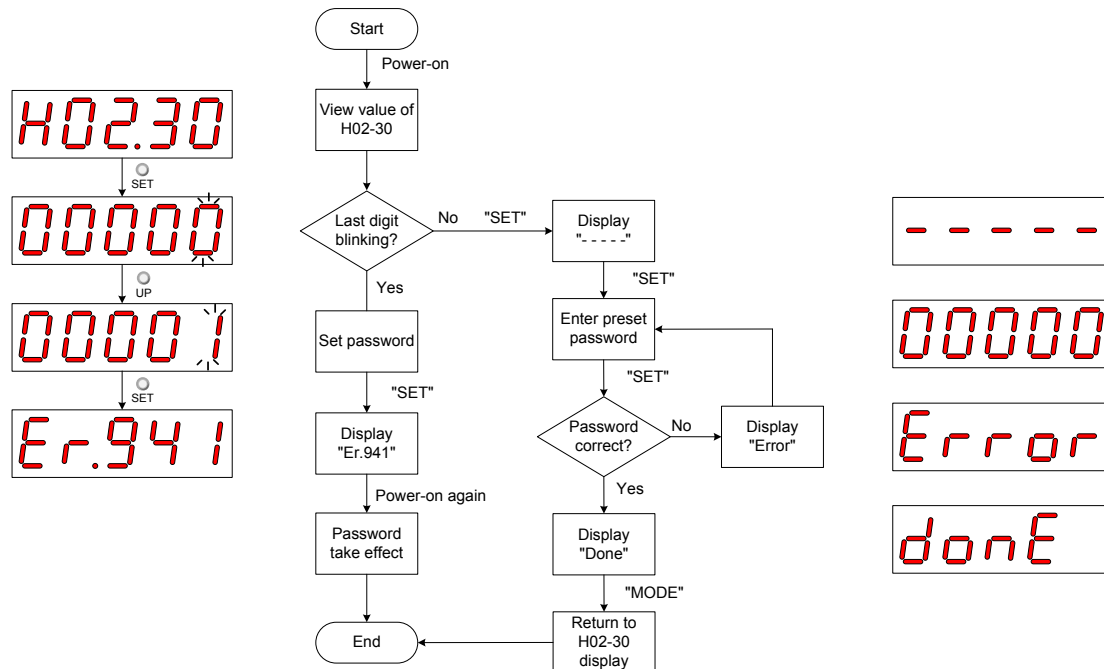 Start
Power-on
View value of
H02-30
Last digit
blinking?
No
"SET"
Display
"- - - - -"
Yes
"SET"
Set password
Enter preset
password
"SET"
"SET"
Display
"Er.941"
Password
correct?
No
Display
"Error"
Power-on again
Yes
Password
take effect
Display
"Done"
"MODE"
End
Return to
H02-30
display
H02.30
SET
00000
UP
00001
SET
Er.941
- - - - -
00000
Error
donE